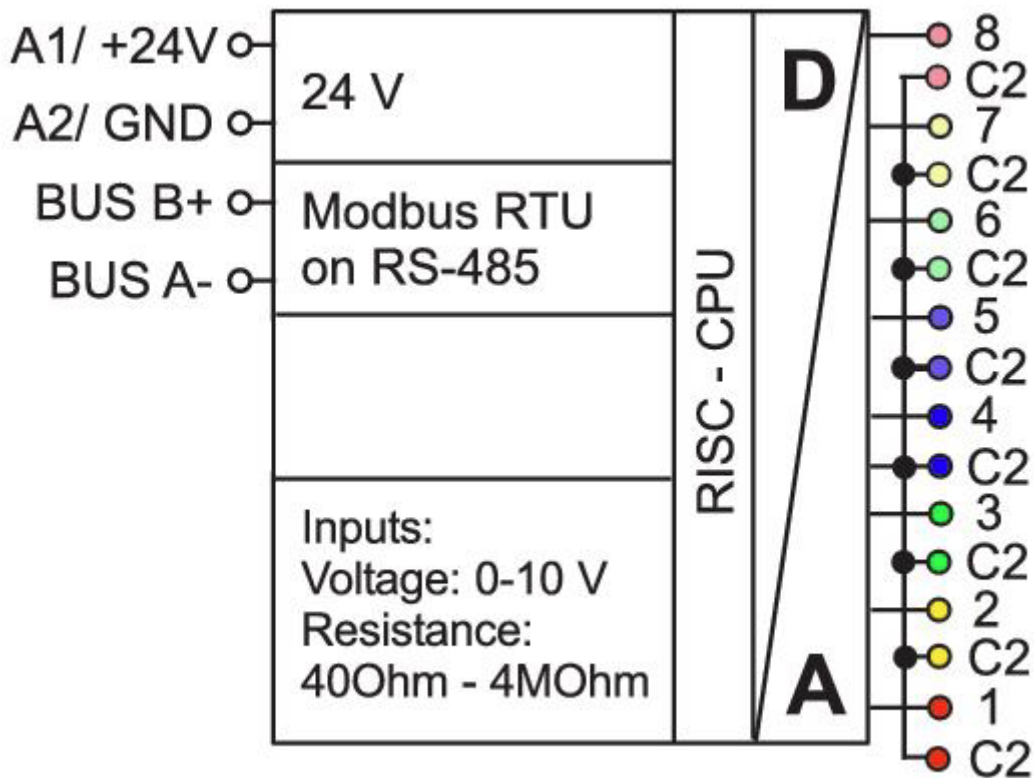 A1/ +24V
A2/ GND
BUS B+
BUS A-
24 V
Modbus RTU
on RS-485
Inputs:
Voltage: 0-10 V
Resistance:
40Ohm - 4MOhm
RISC - CPU
D
A
8
C2
7
C2
6
C2
5
C2
4
C2
3
C2
2
C2
1
C2